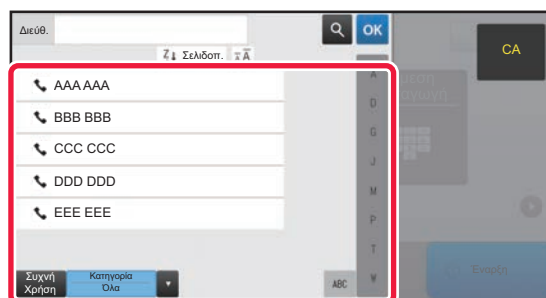 Διεύθ.
OK
CA
Σελιδοπ.
A
AAA AAA
D
BBB BBB
G
CCC CCC
J
DDD DDD
M
EEE EEE
P
T
Συχνή
Χρήση
Κατηγορία
Όλα
ABC
Έναρξη